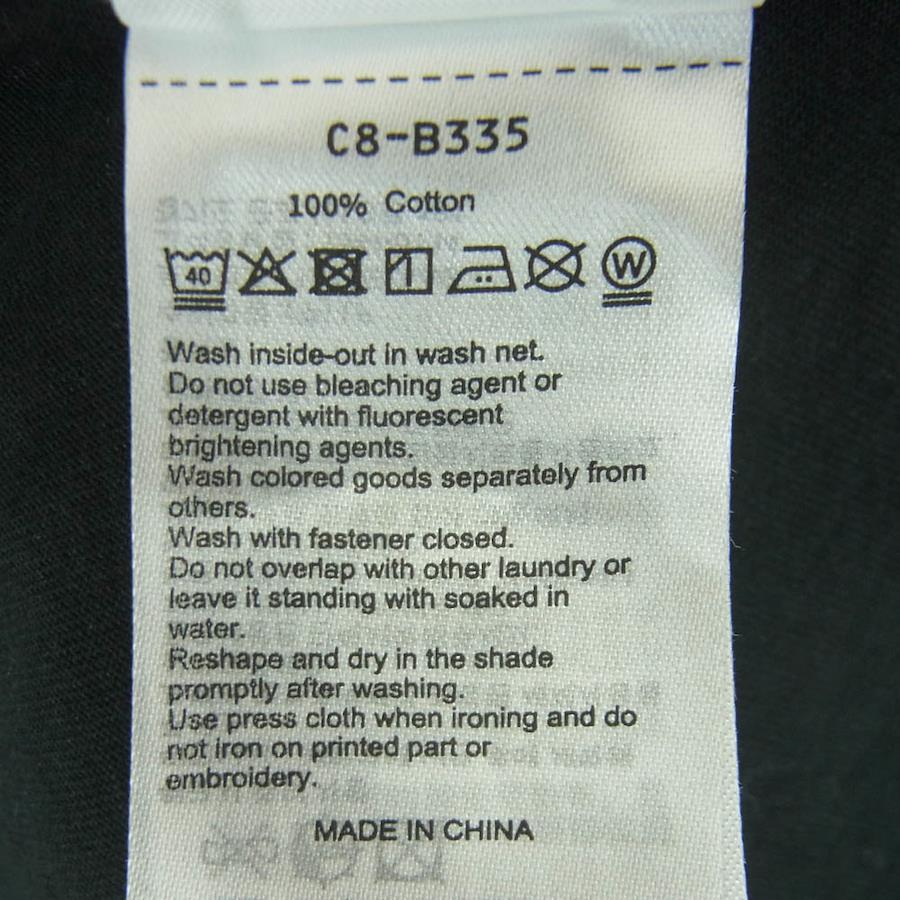 C8-B335
100% Cotton
40 W
Wash inside-out in wash net.
Do not use bleaching agent or
detergent with fluorescent
brightening agents.
Wash colored goods separately from
others.
Wash with fastener closed.
Do not overlap with other laundry or
leave it standing with soaked in
water.
Reshape and dry in the shade
promptly after washing.
Use press cloth when ironing and do
not iron on printed part or
embroidery.
MADE IN CHINA